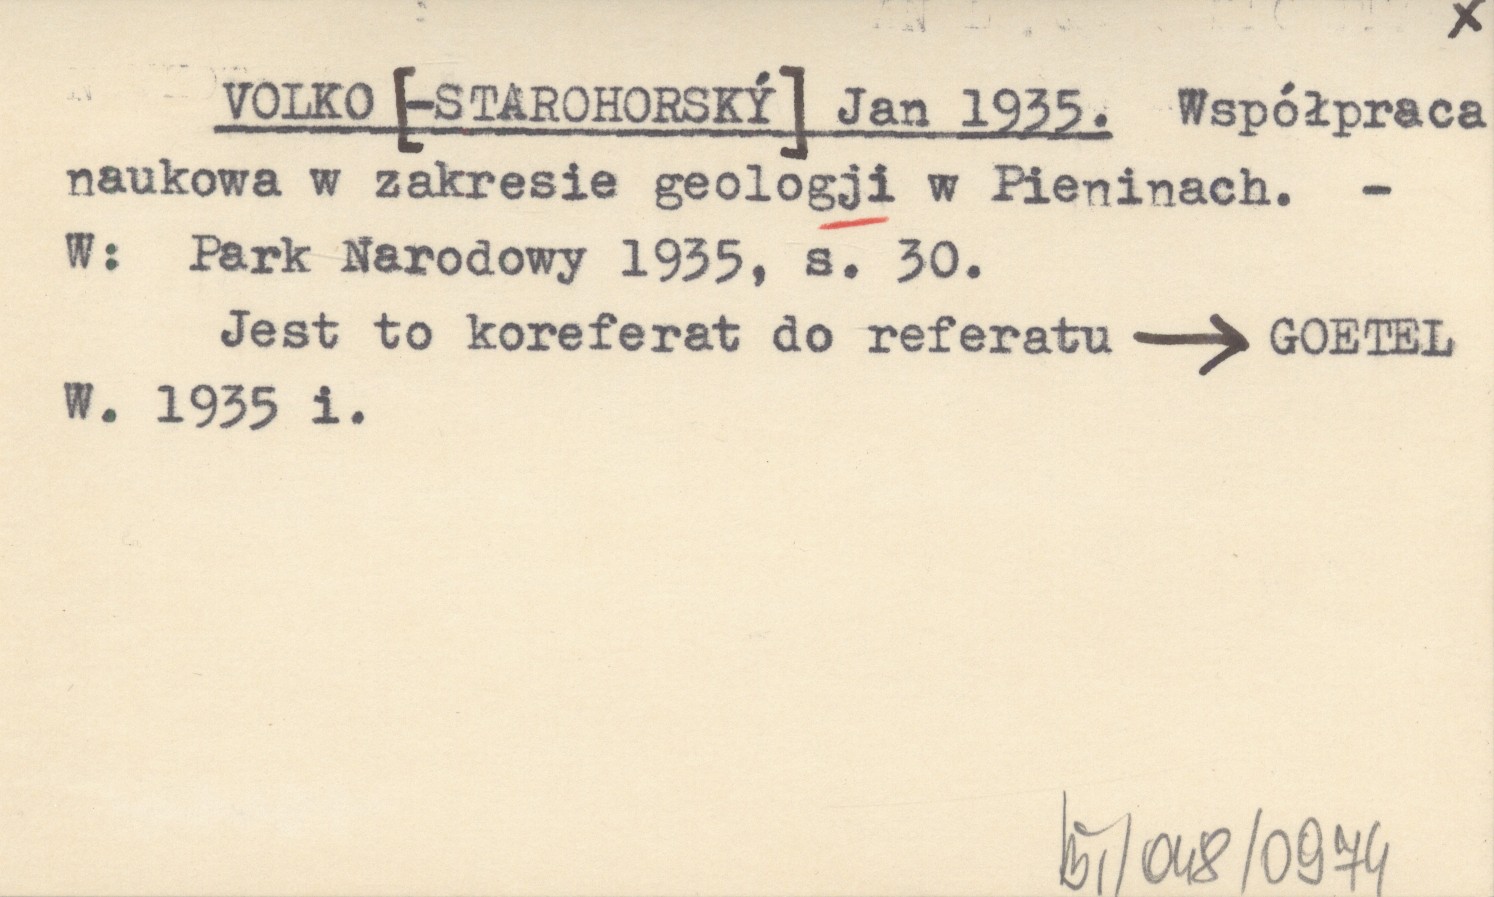 x
VOLKO [-STAROHORSKÝ] Jan 1935. Współpraca
naukowa w zakresie geologji w Pieninach. -
W: Park Narodowy 1935, s. 30.
Jest to koreferat do referatu → GOETEL
W. 1935 i.
/048/0974